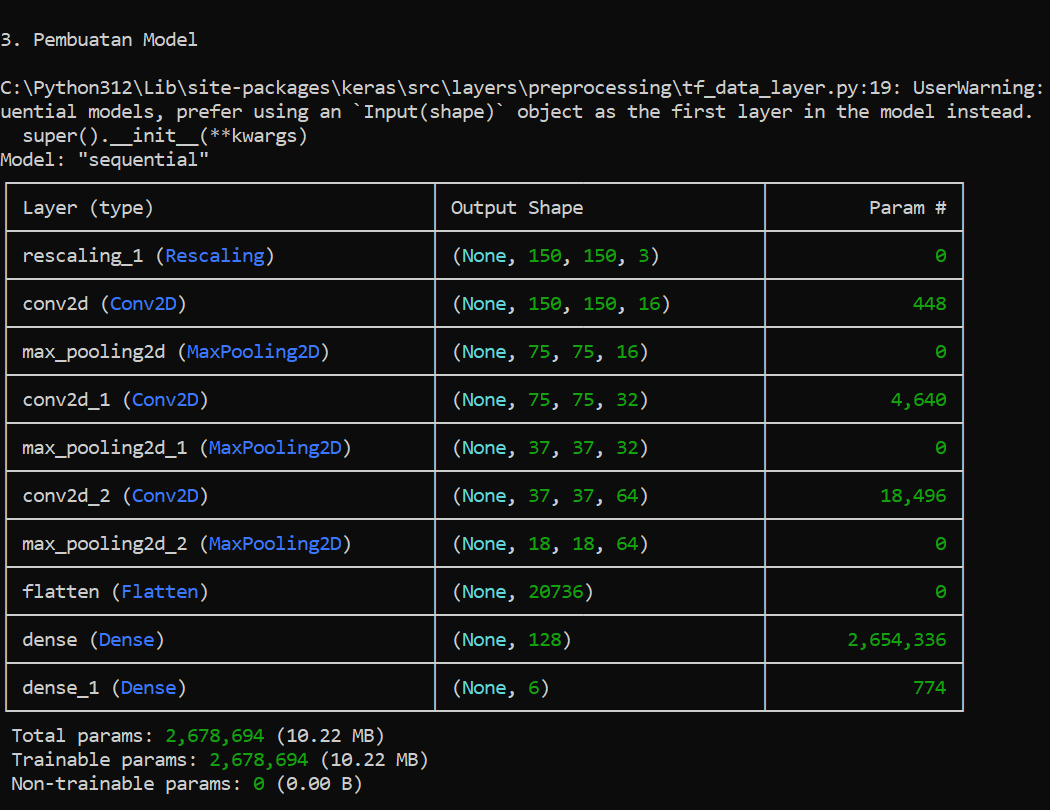 3. Pembuatan Model
C:\Python312\Lib\site-packages\keras\src\layers\preprocessing\tf_data_layer.py:19: UserWarning:
uential models, prefer using an `Input(shape)` object as the first layer in the model instead.
super().__init__(**kwargs)
Model: "sequential"
Layer (type) Output Shape Param #
rescaling_1 (Rescaling) (None, 150, 150, 3) 0
conv2d (Conv2D) (None, 150, 150, 16) 448
max_pooling2d (MaxPooling2D) (None, 75, 75, 16) 0
conv2d_1 (Conv2D) (None, 75, 75, 32) 4,640
max_pooling2d_1 (MaxPooling2D) (None, 37, 37, 32) 0
conv2d_2 (Conv2D) (None, 37, 37, 64) 18,496
max_pooling2d_2 (MaxPooling2D) (None, 18, 18, 64) 0
flatten (Flatten) (None, 20736) 0
dense (Dense) (None, 128) 2,654,336
dense_1 (Dense) (None, 6) 774
Total params: 2,678,694 (10.22 MB)
Trainable params: 2,678,694 (10.22 MB)
Non-trainable params: 0 (0.00 B)